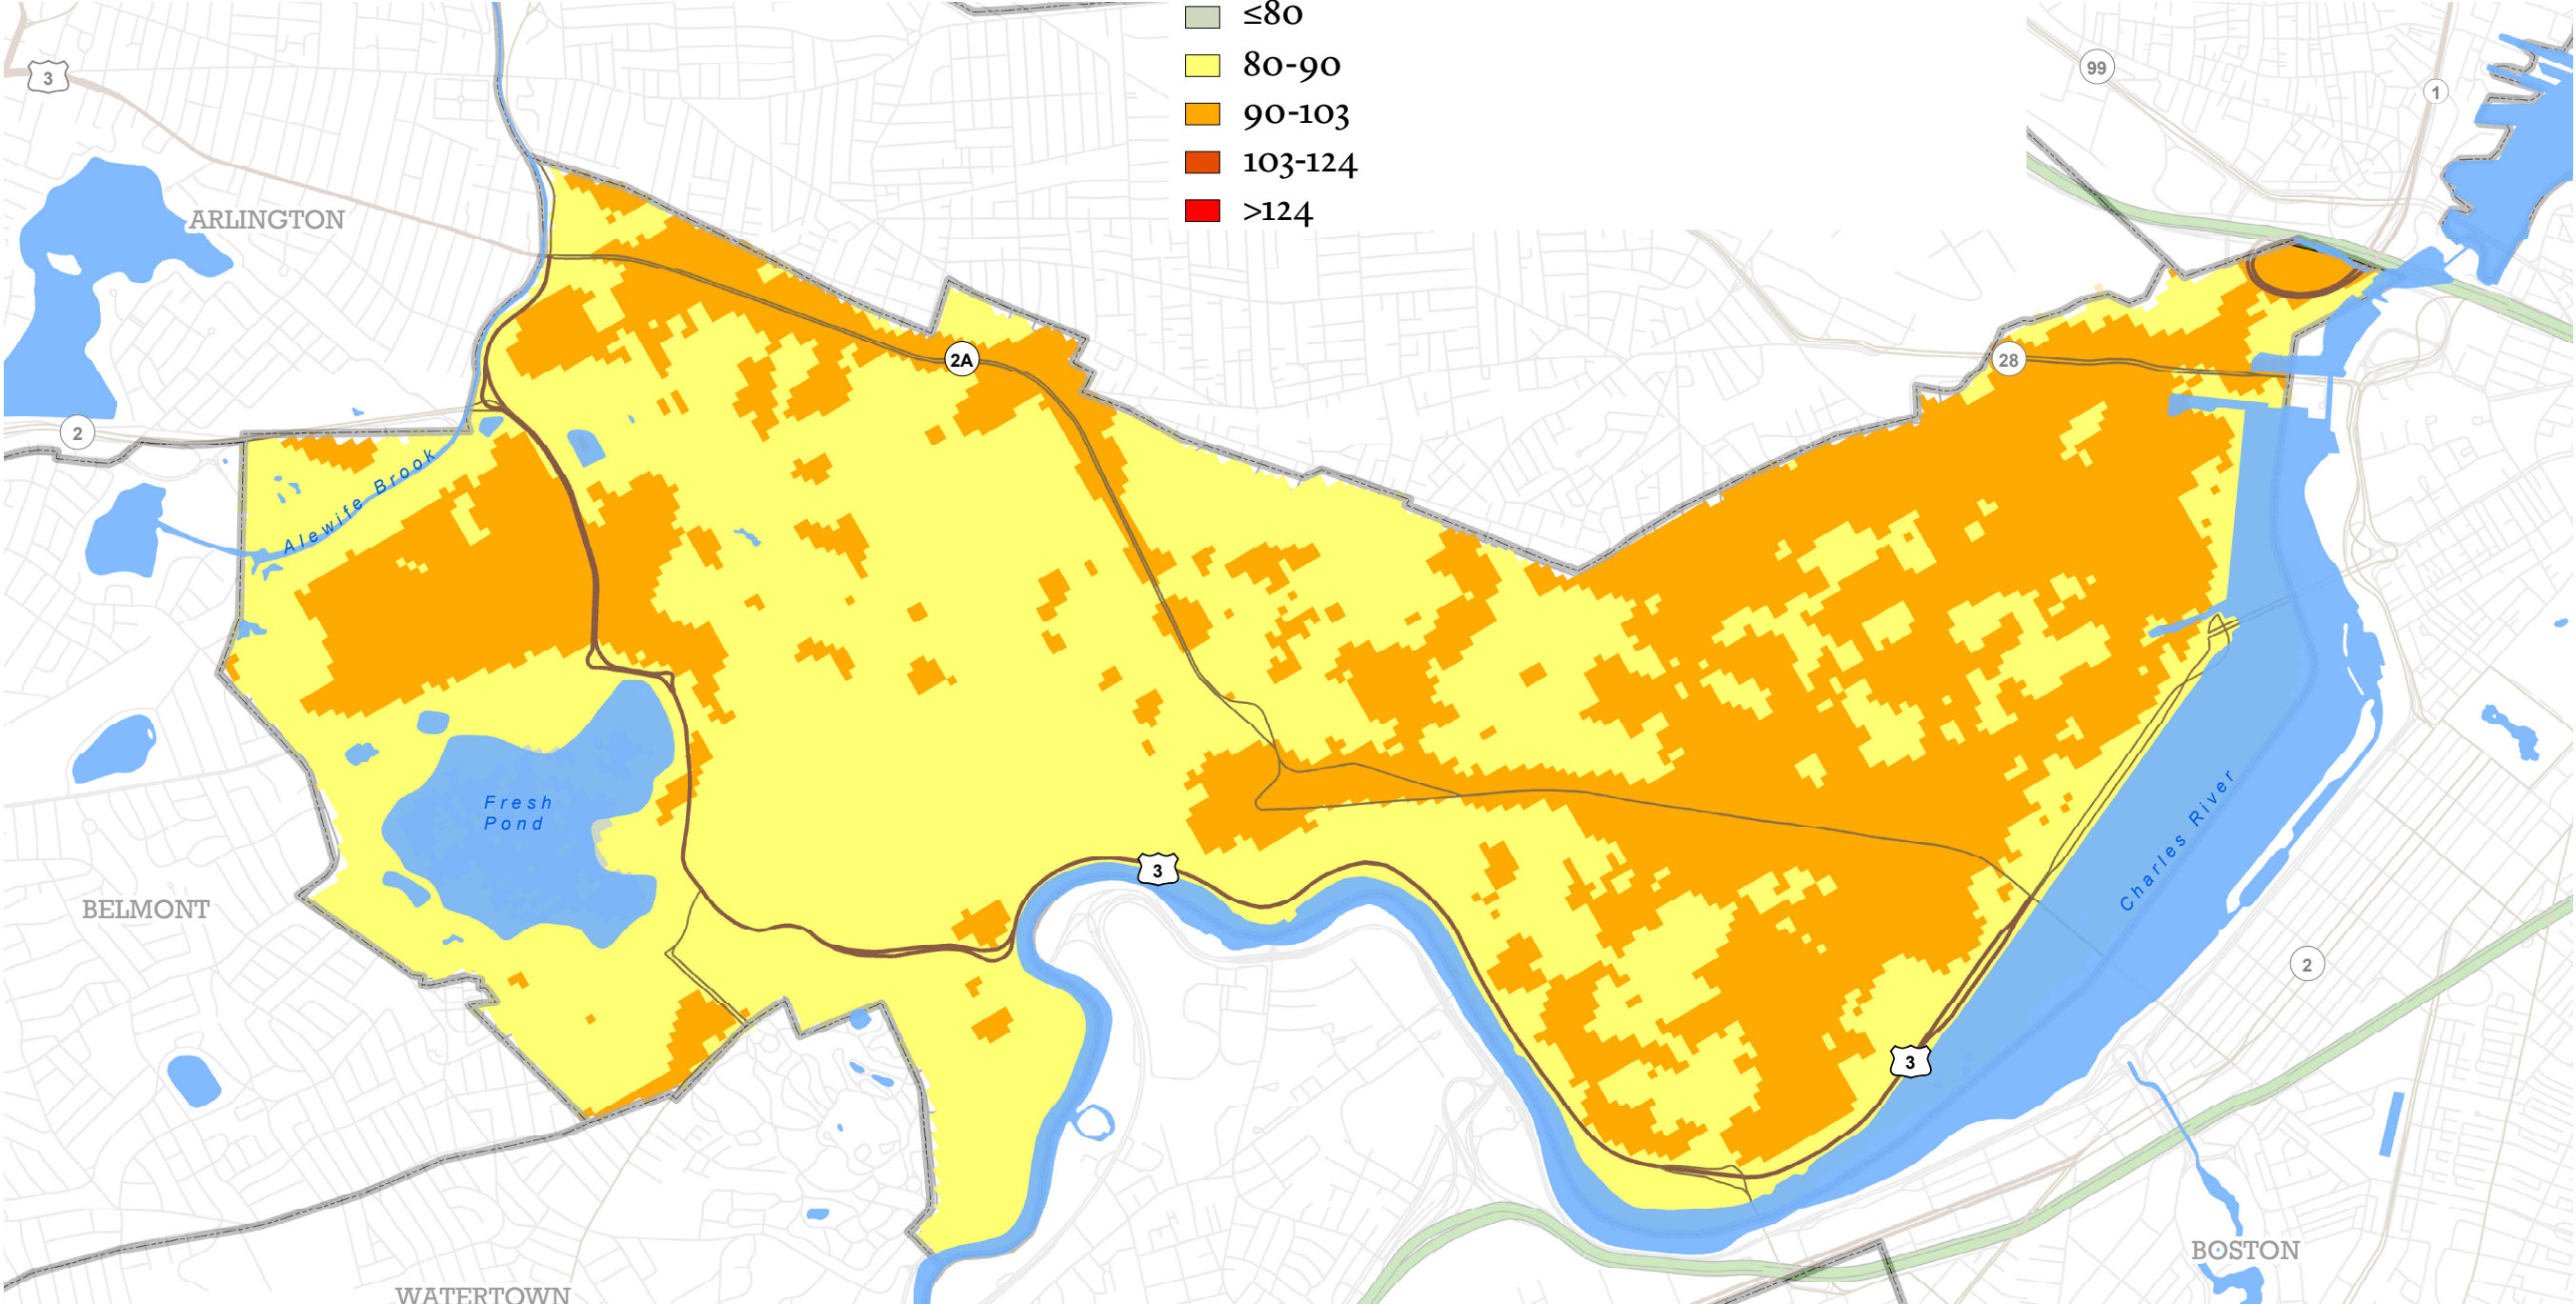 ≤80
80-90
90-103
103-124
>124
3
99
1
ARLINGTON
2A
28
2
Alewife Brook
Fresh
Pond
Charles River
3
BELMONT
2
3
BOSTON
WATERTOWN